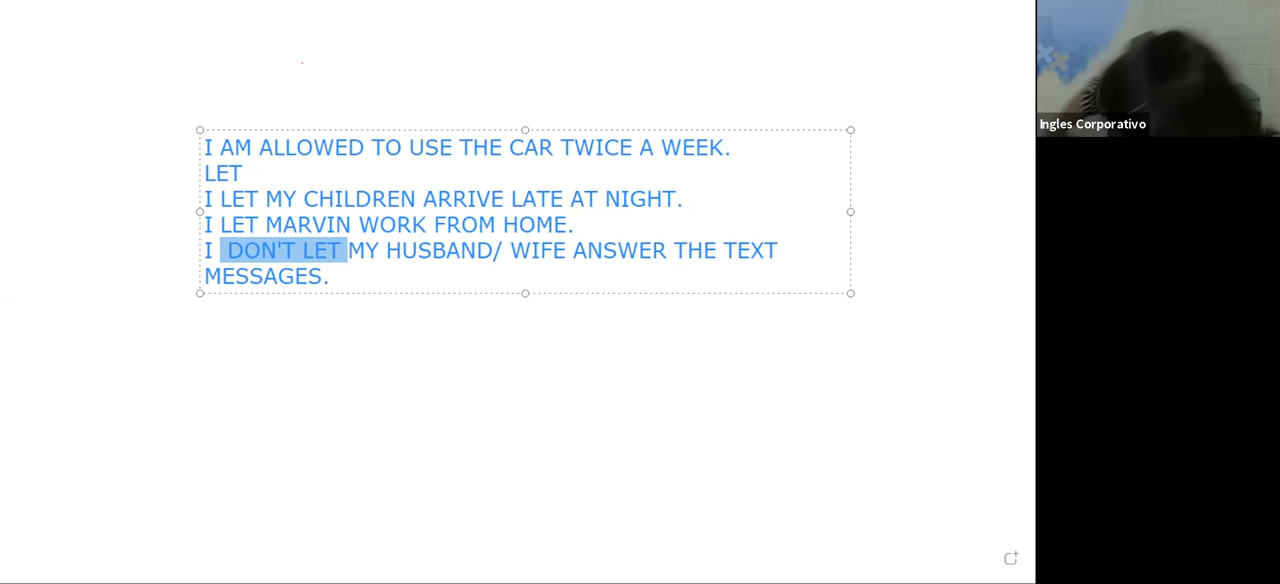 I AM ALLOWED TO USE THE CAR TWICE A WEEK.
LET
I LET MY CHILDREN ARRIVE LATE AT NIGHT.
I LET MARVIN WORK FROM HOME.
I DON'T LET MY HUSBAND/ WIFE ANSWER THE TEXT
MESSAGES.
Ingles Corporativo